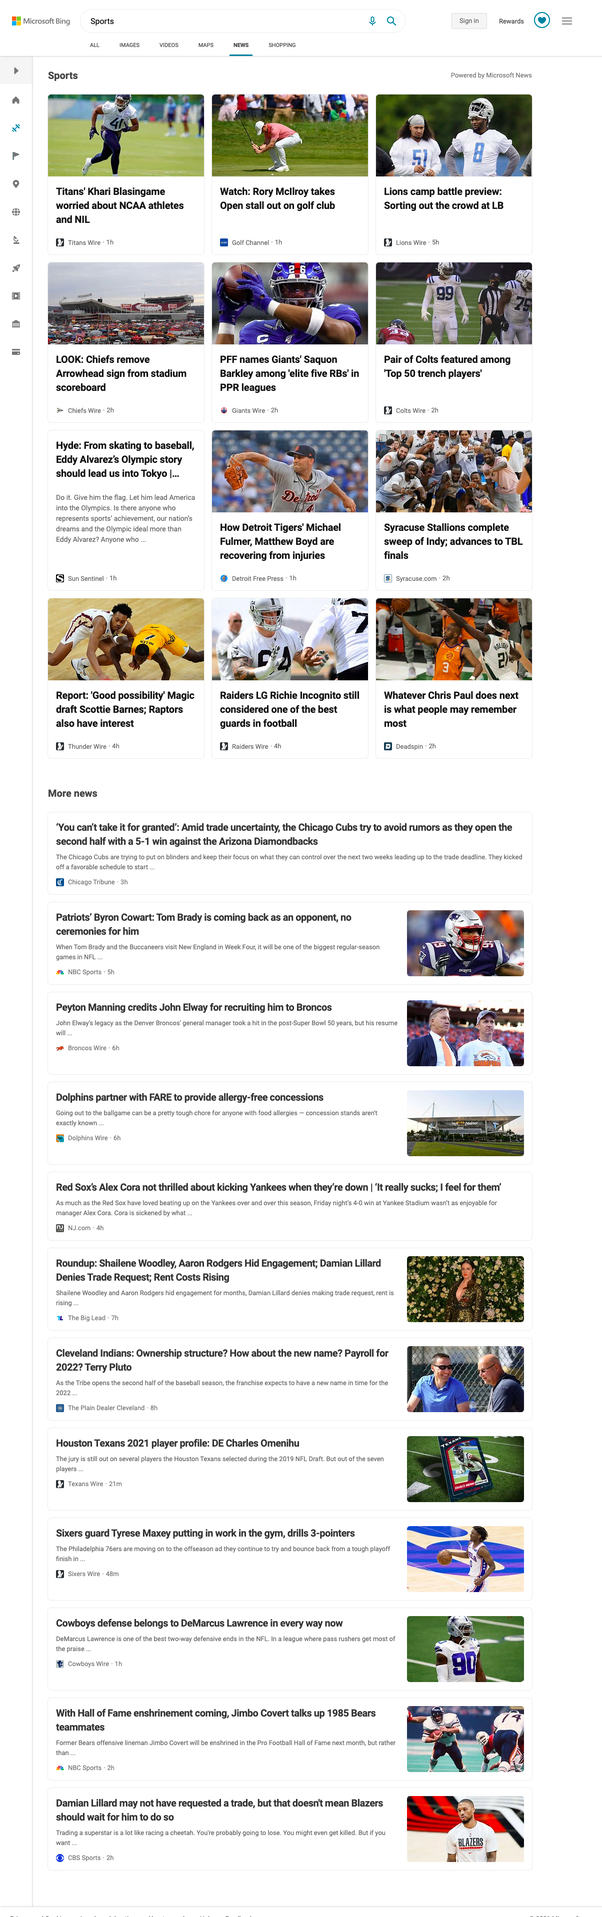 Microsoft Bing
Sports
Sign in
Rewards
ALL
IMAGES
VIDEOS
MAPS
NEWS
SHOPPING
Sports
Powered by Microsoft News
Titans' Khari Blasingame
worried about NCAA athletes
and NIL
Titans Wire · 1h
Watch: Rory McIlroy takes
Open stall out on golf club
Golf Channel · 1h
Lions camp battle preview:
Sorting out the crowd at LB
Lions Wire · 5h
LOOK: Chiefs remove
Arrowhead sign from stadium
scoreboard
Chiefs Wire · 2h
PFF names Giants' Saquon
Barkley among 'elite five RBs' in
PPR leagues
Giants Wire · 2h
Pair of Colts featured among
'Top 50 trench players'
Colts Wire · 2h
Hyde: From skating to baseball,
Eddy Alvarez's Olympic story
should lead us into Tokyo |...
Do it. Give him the flag. Let him lead America
into the Olympics. Is there anyone who
represents sports' achievement, our nation's
dreams and the Olympic ideal more than
Eddy Alvarez? Anyone who ...
Sun Sentinel · 1h
How Detroit Tigers' Michael
Fulmer, Matthew Boyd are
recovering from injuries
Detroit Free Press · 1h
Syracuse Stallions complete
sweep of Indy; advances to TBL
finals
Syracuse.com · 2h
Report: 'Good possibility' Magic
draft Scottie Barnes; Raptors
also have interest
Thunder Wire · 4h
Raiders LG Richie Incognito still
considered one of the best
guards in football
Raiders Wire · 4h
Whatever Chris Paul does next
is what people may remember
most
Deadspin · 2h
More news
'You can't take it for granted': Amid trade uncertainty, the Chicago Cubs try to avoid rumors as they open the
second half with a 5-1 win against the Arizona Diamondbacks
The Chicago Cubs are trying to put on blinders and keep their focus on what they can control over the next two weeks leading up to the trade deadline. They kicked
off a favorable schedule to start ...
Chicago Tribune · 3h
Patriots' Byron Cowart: Tom Brady is coming back as an opponent, no
ceremonies for him
When Tom Brady and the Buccaneers visit New England in Week Four, it will be one of the biggest regular-season
games in NFL ...
NBC Sports · 5h
Peyton Manning credits John Elway for recruiting him to Broncos
John Elway's legacy as the Denver Broncos' general manager took a hit in the post-Super Bowl 50 years, but his resume
will ...
Broncos Wire · 6h
Dolphins partner with FARE to provide allergy-free concessions
Going out to the ballgame can be a pretty tough chore for anyone with food allergies — concession stands aren't
exactly known ...
Dolphins Wire · 6h
Red Sox's Alex Cora not thrilled about kicking Yankees when they're down | 'It really sucks; I feel for them'
As much as the Red Sox have loved beating up on the Yankees over and over this season, Friday night's 4-0 win at Yankee Stadium wasn't as enjoyable for
manager Alex Cora. Cora is sickened by what ...
NJ.com · 4h
Roundup: Shailene Woodley, Aaron Rodgers Hid Engagement; Damian Lillard
Denies Trade Request; Rent Costs Rising
Shailene Woodley and Aaron Rodgers hid engagement for months, Damian Lillard denies making trade request, rent is
rising ...
The Big Lead · 7h
Cleveland Indians: Ownership structure? How about the new name? Payroll for
2022? Terry Pluto
As the Tribe opens the second half of the baseball season, the franchise expects to have a new name in time for the
2022 ...
The Plain Dealer Cleveland · 8h
Houston Texans 2021 player profile: DE Charles Omenihu
The jury is still out on several players the Houston Texans selected during the 2019 NFL Draft. But out of the seven
players ...
Texans Wire · 21m
Sixers guard Tyrese Maxey putting in work in the gym, drills 3-pointers
The Philadelphia 76ers are moving on to the offseason ad they continue to try and bounce back from a tough playoff
finish in ...
Sixers Wire · 48m
Cowboys defense belongs to DeMarcus Lawrence in every way now
DeMarcus Lawrence is one of the best two-way defensive ends in the NFL. In a league where pass rushers get most of
the praise ...
Cowboys Wire · 1h
With Hall of Fame enshrinement coming, Jimbo Covert talks up 1985 Bears
teammates
Former Bears offensive lineman Jimbo Covert will be enshrined in the Pro Football Hall of Fame next month, but rather
than ...
NBC Sports · 2h
Damian Lillard may not have requested a trade, but that doesn't mean Blazers
should wait for him to do so
Trading a superstar is a lot like racing a cheetah. You're probably going to lose. You might even get killed. But if you
want ...
CBS Sports · 2h